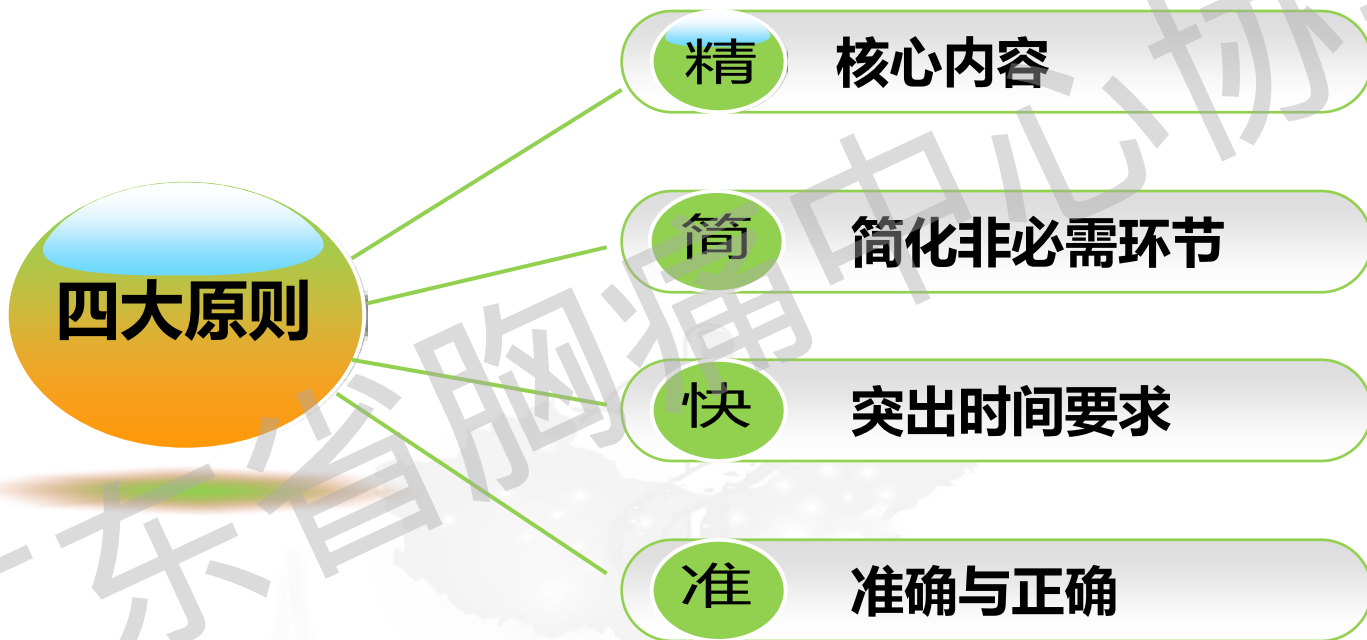 四大原则
精 核心内容
简 简化非必需环节
快 突出时间要求
准 准确与正确
东省胸痛中心协